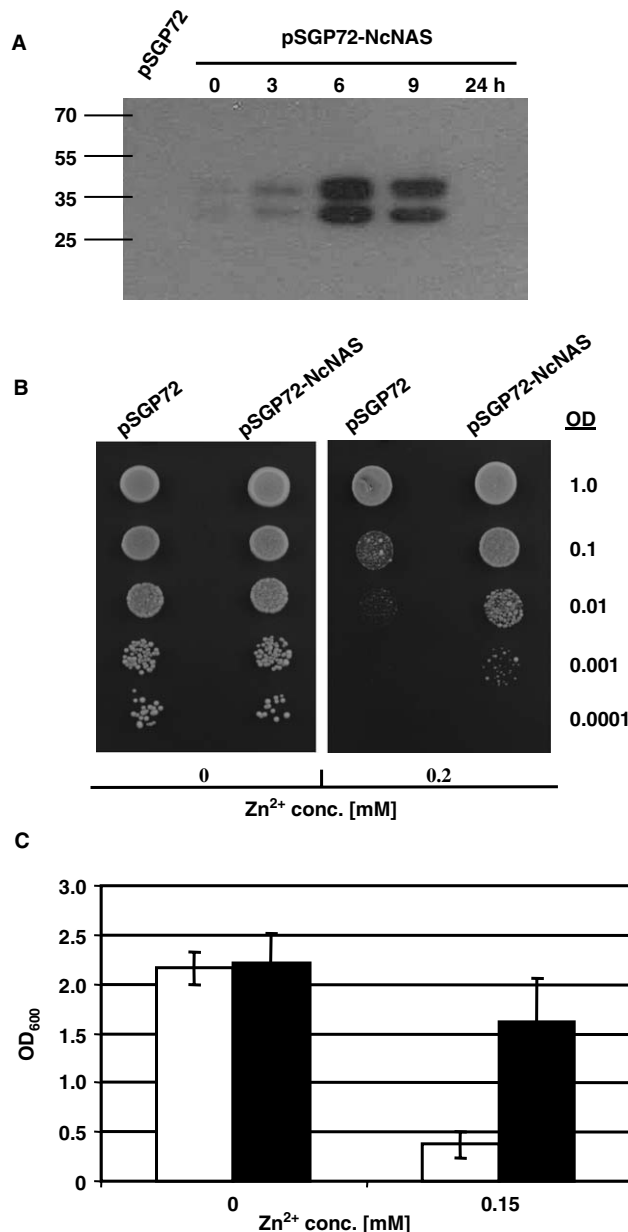 A
pSGP72
pSGP72-NcNAS
0 3 6 9 24 h
70
55
35
25
B
pSGP72 pSGP72-NcNAS pSGP72 pSGP72-NcNAS OD
1.0
0.1
0.01
0.001
0.0001
0 0.2
Zn²⁺ conc. [mM]
C
3.0
2.5
2.0
1.5
1.0
0.5
0
OD₆₀₀
0 0.15
Zn²⁺ conc. [mM]